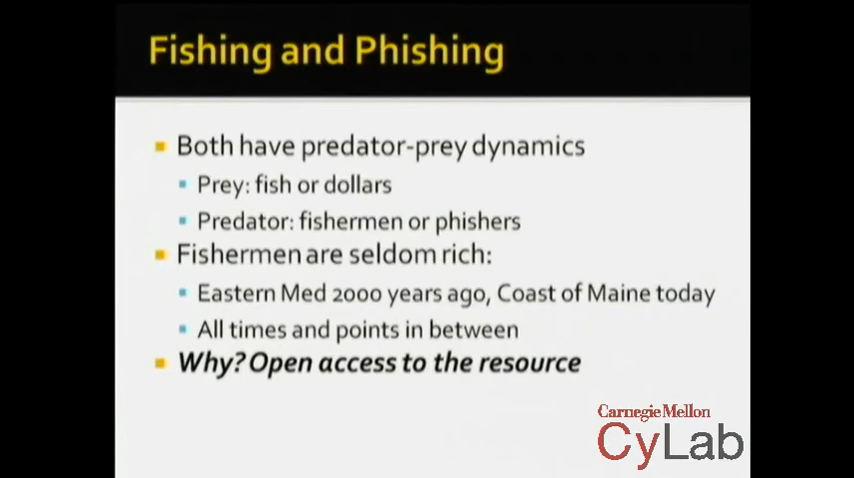 Fishing and Phishing
Both have predator-prey dynamics
Prey: fish or dollars
Predator: fishermen or phishers
Fishermen are seldom rich:
Eastern Med 2000 years ago, Coast of Maine today
All times and points in between
Why? Open access to the resource
Carnegie Mellon
CyLab